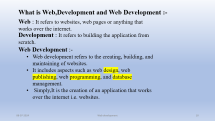 What is Web,Development and Web Development :-
Web : It refers to websites, web pages or anything that
works over the internet.
Development : It refers to building the application from
scratch.
Web Development :-
• Web development refers to the creating, building, and
maintaining of websites.
• It includes aspects such as web design, web
publishing, web programming, and database
management.
• Simply,It is the creation of an application that works
over the internet i.e. websites.